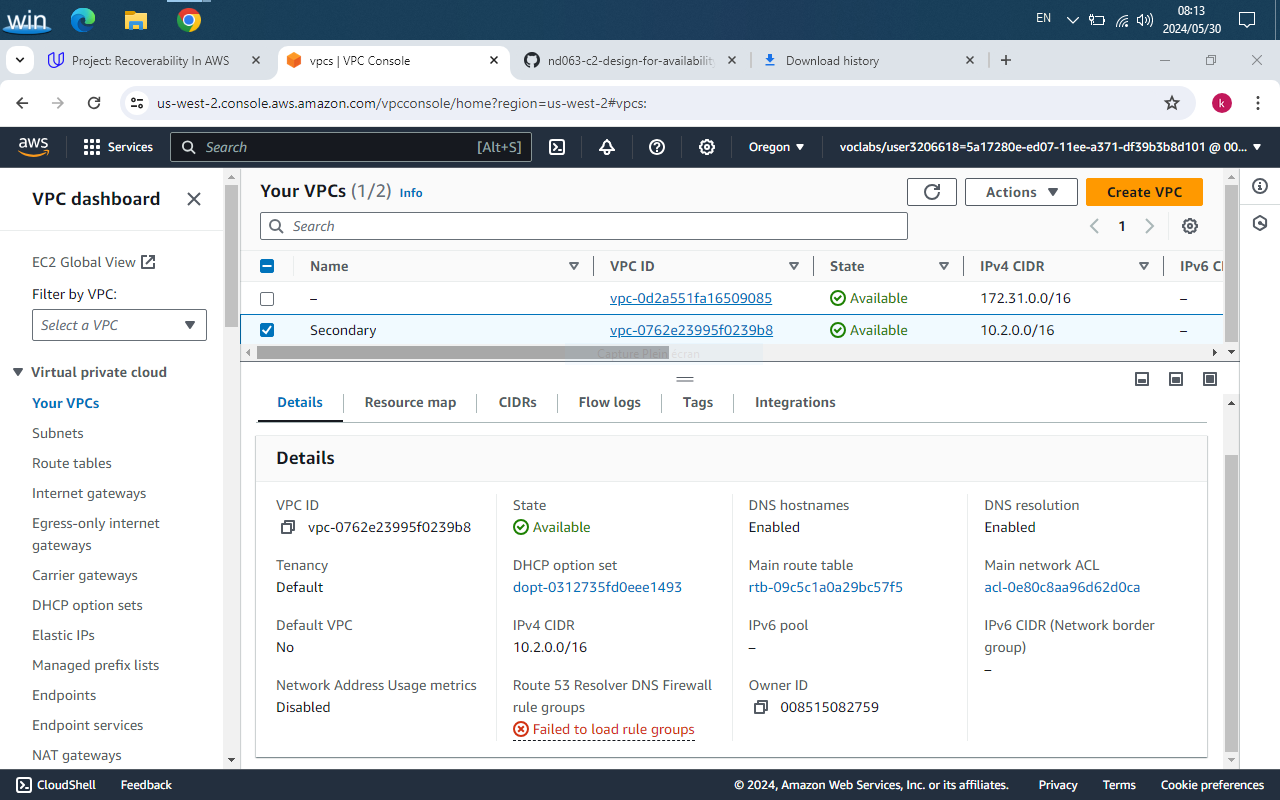 win
EN
08:13
2024/05/30
Project: Recoverability In AWS
vpcs | VPC Console
nd063-c2-design-for-availability
Download history
us-west-2.console.aws.amazon.com/vpcconsole/home?region=us-west-2#vpcs:
k
aws
Services
Search
[Alt+S]
Oregon
voclabs/user3206618=5a17280e-ed07-11ee-a371-df39b3b8d101 @ 00...
VPC dashboard
EC2 Global View
Filter by VPC:
Select a VPC
Virtual private cloud
Your VPCs
Subnets
Route tables
Internet gateways
Egress-only internet
gateways
Carrier gateways
DHCP option sets
Elastic IPs
Managed prefix lists
Endpoints
Endpoint services
NAT gateways
Your VPCs (1/2) Info
Actions
Create VPC
Search
1
Name VPC ID State IPv4 CIDR IPv6 CI
– vpc-0d2a551fa16509085 Available 172.31.0.0/16 –
Secondary vpc-0762e23995f0239b8 Available 10.2.0.0/16 –
Capture Plein écran
Details Resource map CIDRs Flow logs Tags Integrations
Details
VPC ID
vpc-0762e23995f0239b8
State
Available
DNS hostnames
Enabled
DNS resolution
Enabled
Tenancy
Default
DHCP option set
dopt-0312735fd0eee1493
Main route table
rtb-09c5c1a0a29bc57f5
Main network ACL
acl-0e80c8aa96d62d0ca
Default VPC
No
IPv4 CIDR
10.2.0.0/16
IPv6 pool
–
IPv6 CIDR (Network border
group)
–
Network Address Usage metrics
Disabled
Route 53 Resolver DNS Firewall
rule groups
Failed to load rule groups
Owner ID
008515082759
CloudShell Feedback © 2024, Amazon Web Services, Inc. or its affiliates. Privacy Terms Cookie preferences